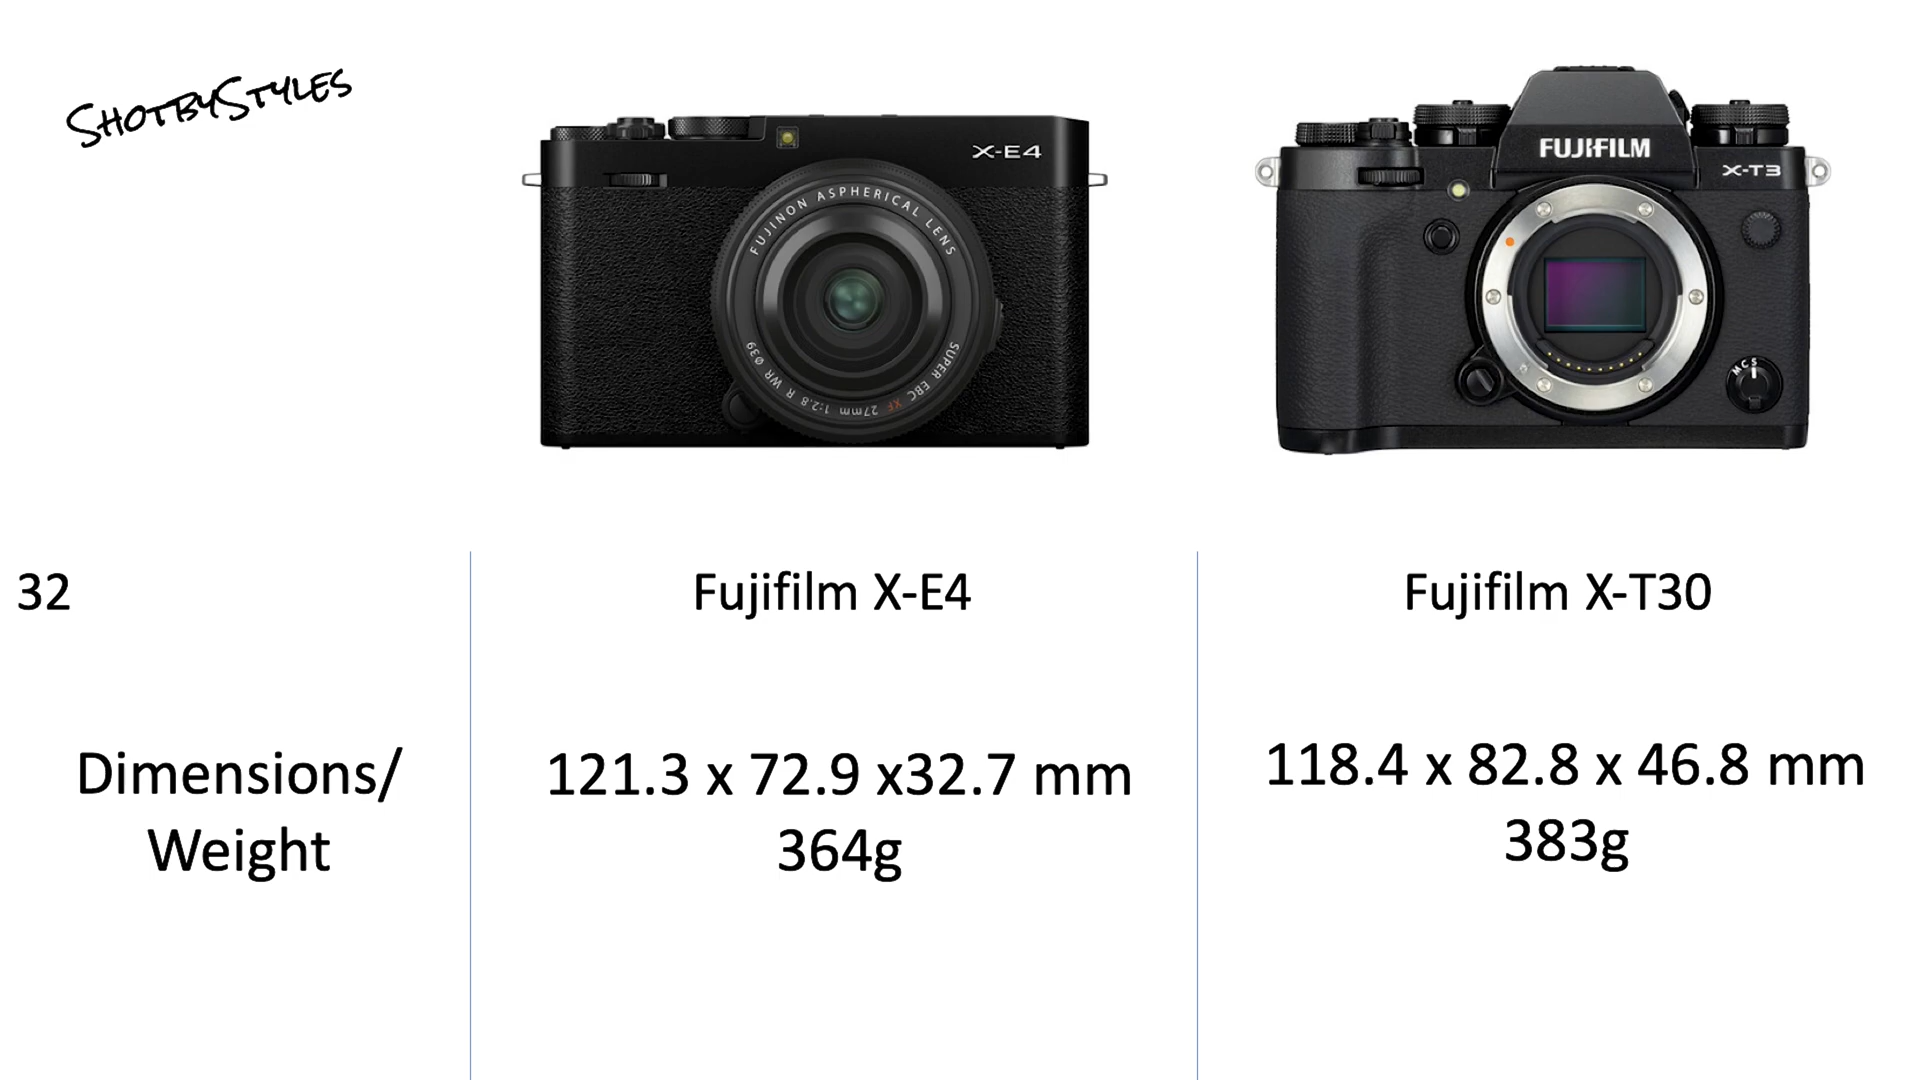 ShotbyStyles
X-E4
FUJINON ASPHERICAL LENS
SUPER EBC XF 27mm 1:2.8 R WR Ø39
FUJIFILM
X-T3
M C S
32
Fujifilm X-E4
Fujifilm X-T30
Dimensions/
Weight
121.3 x 72.9 x32.7 mm
364g
118.4 x 82.8 x 46.8 mm
383g